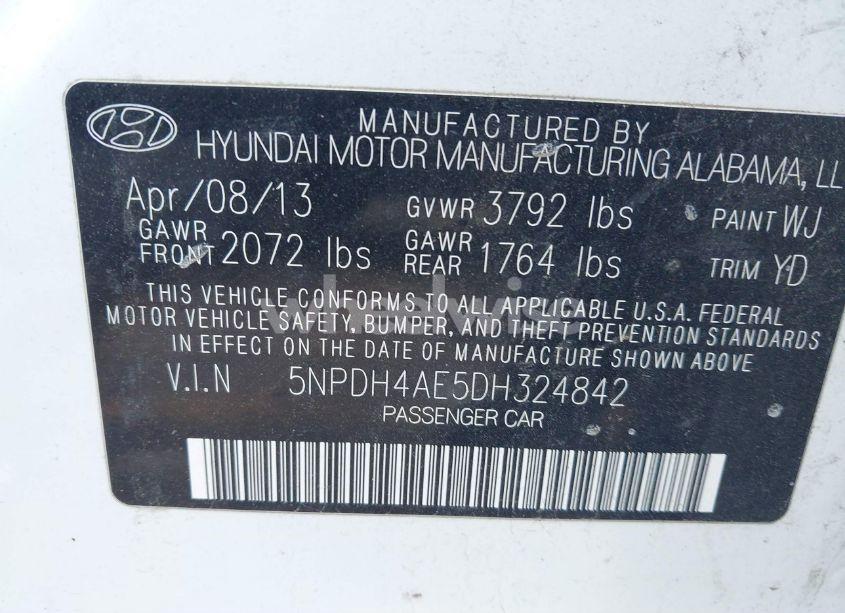 MANUFACTURED BY
HYUNDAI MOTOR MANUFACTURING ALABAMA, LL
Apr/08/13 GVWR 3792 lbs PAINT WJ
GAWR FRONT 2072 lbs GAWR REAR 1764 lbs TRIM YD
THIS VEHICLE CONFORMS TO ALL APPLICABLE U.S.A. FEDERAL
MOTOR VEHICLE SAFETY, BUMPER, AND THEFT PREVENTION STANDARDS
IN EFFECT ON THE DATE OF MANUFACTURE SHOWN ABOVE
V.I.N 5NPDH4AE5DH324842
PASSENGER CAR